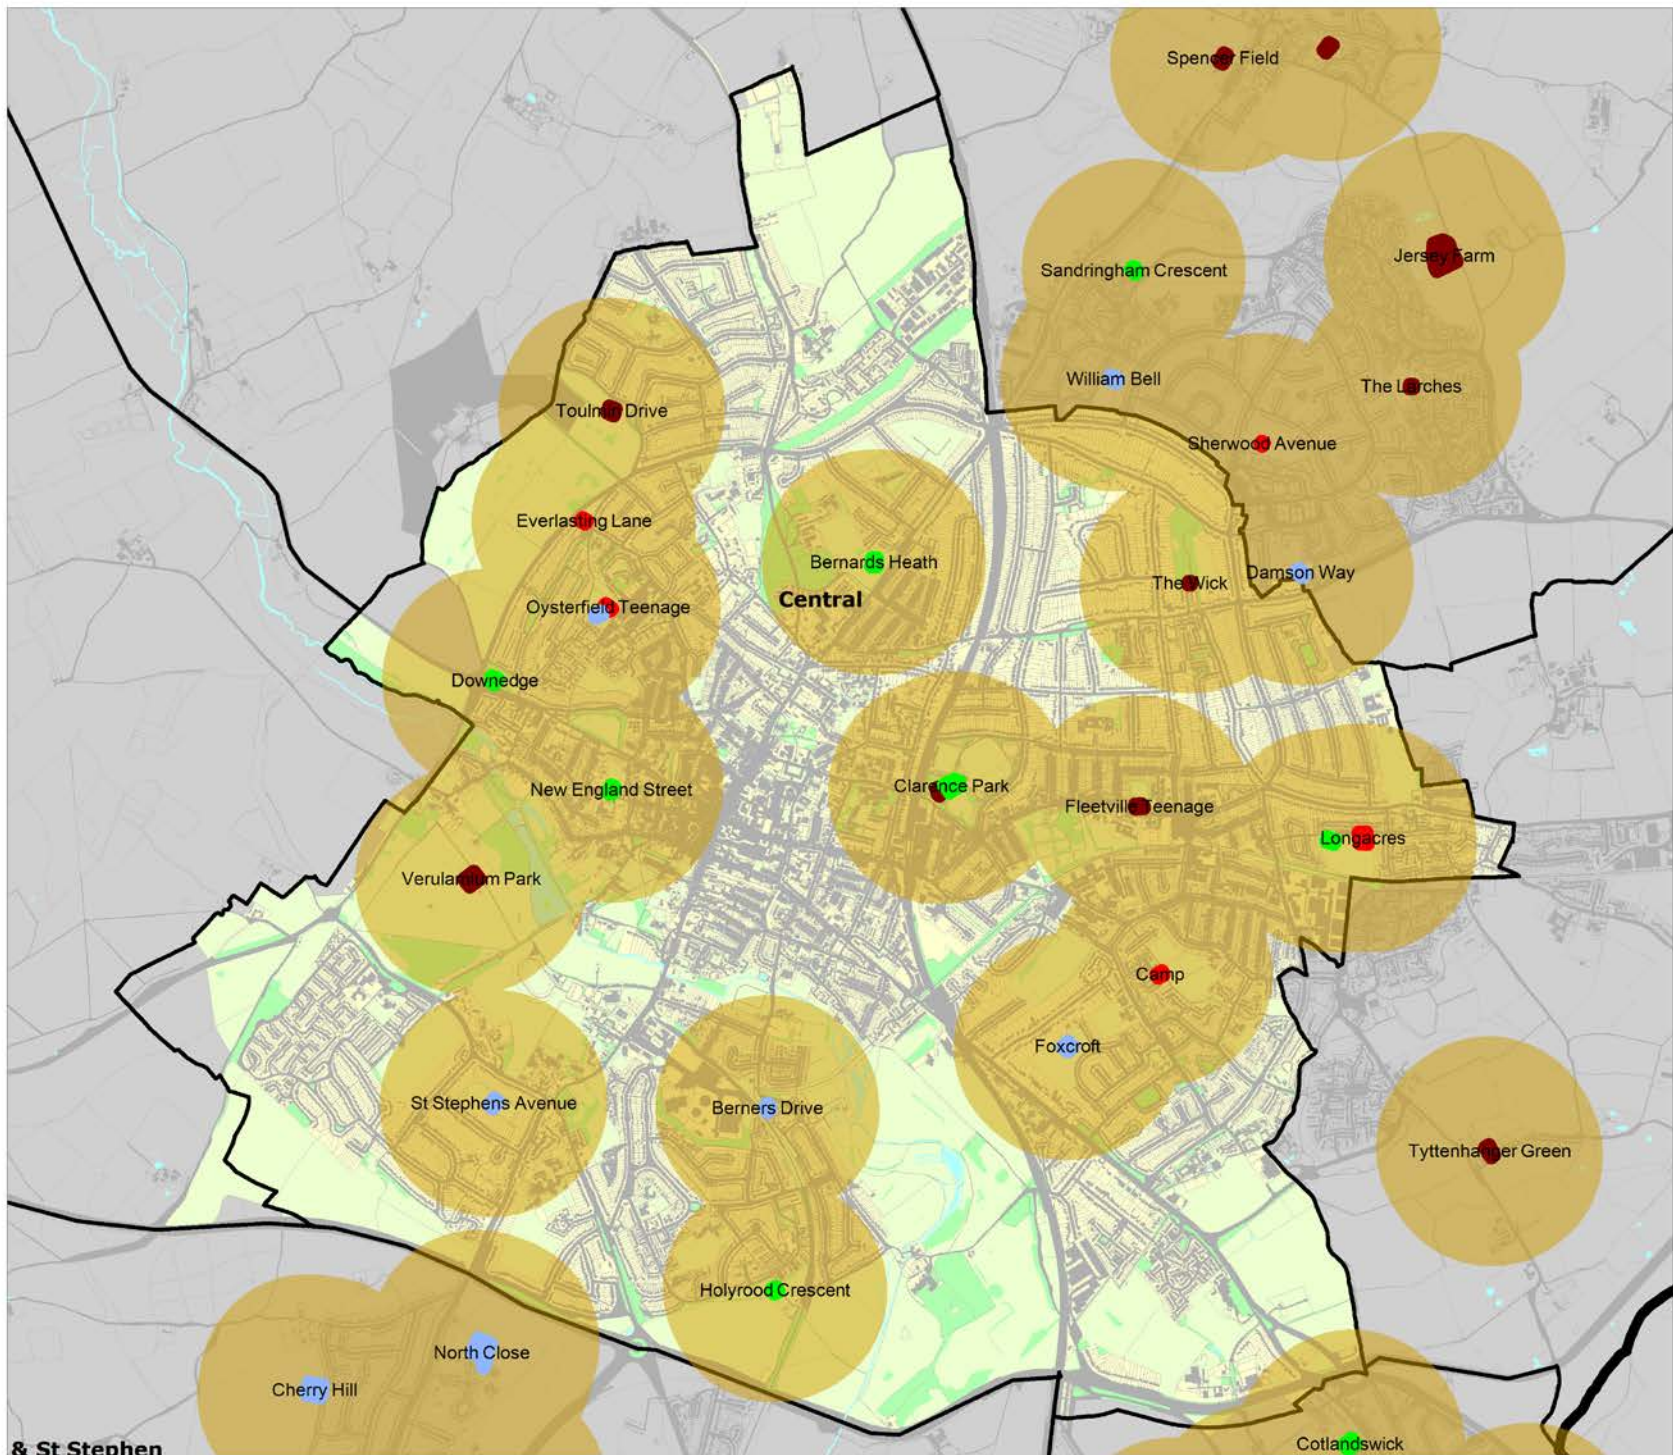 Spencer Field
Jersey Farm
Sandringham Crescent
William Bell
The Larches
Toulmin Drive
Sherwood Avenue
Everlasting Lane
Bernards Heath
Damson Way
The Wick
Central
Oysterfield Teenage
Downedge
Clarence Park
New England Street
Fleetville Teenage
Longacres
Verulamium Park
Camp
Foxcroft
St Stephens Avenue
Berners Drive
Tyttenhanger Green
Holyrood Crescent
North Close
Cherry Hill
Cotlandswick
& St Stephen